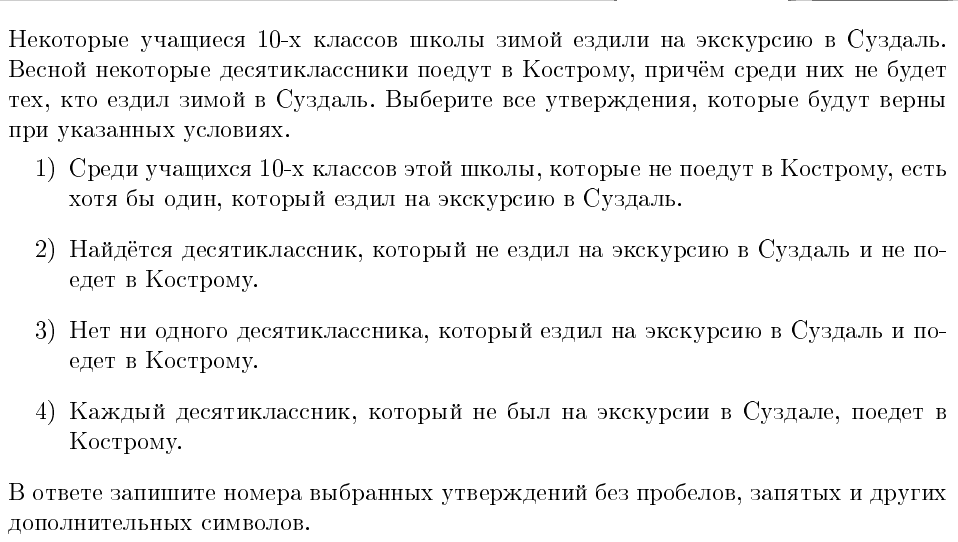 Некоторые учащиеся 10-х классов школы зимой ездили на экскурсию в Суздаль.
Весной некоторые десятиклассники поедут в Кострому, причём среди них не будет
тех, кто ездил зимой в Суздаль. Выберите все утверждения, которые будут верны
при указанных условиях.
1) Среди учащихся 10-х классов этой школы, которые не поедут в Кострому, есть
хотя бы один, который ездил на экскурсию в Суздаль.
2) Найдётся десятиклассник, который не ездил на экскурсию в Суздаль и не по-
едет в Кострому.
3) Нет ни одного десятиклассника, который ездил на экскурсию в Суздаль и по-
едет в Кострому.
4) Каждый десятиклассник, который не был на экскурсии в Суздале, поедет в
Кострому.
В ответе запишите номера выбранных утверждений без пробелов, запятых и других
дополнительных символов.